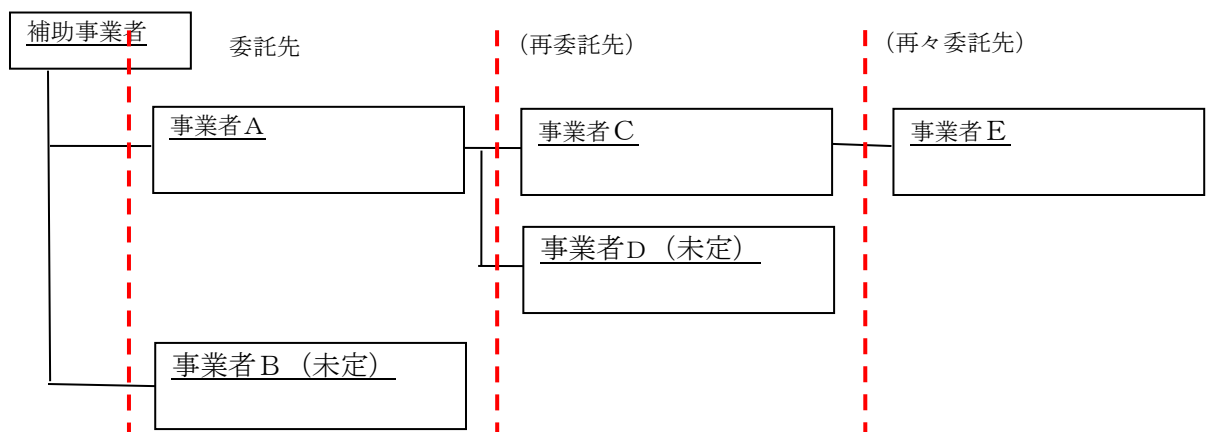 補助事業者
委託先
（再委託先）
（再々委託先）
事業者A
事業者C
事業者E
事業者D（未定）
事業者B（未定）